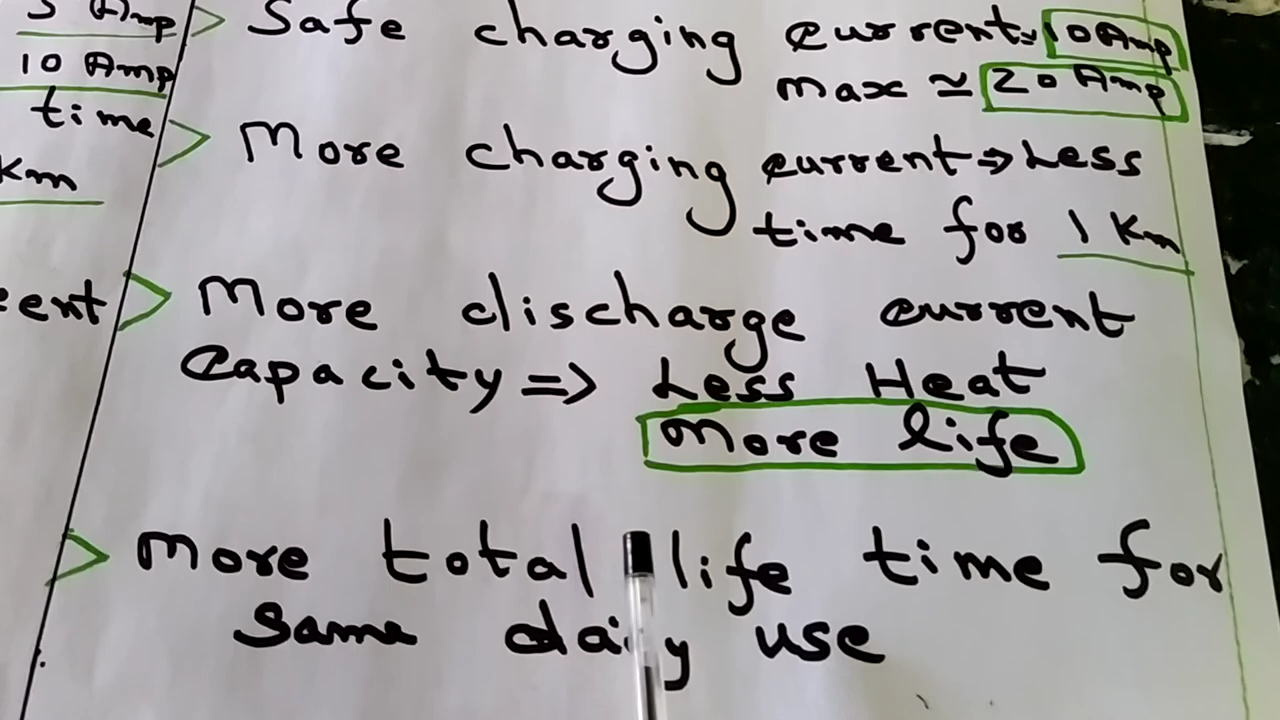 5 Amp
10 Amp
time
Km
ent
> Safe charging current ≃ 10 Amp
max ≃ 20 Amp
> More charging current ⇒ Less
time for 1 Km
> More discharge current
capacity ⇒ Less Heat
More life
> More total life time for
same daily use